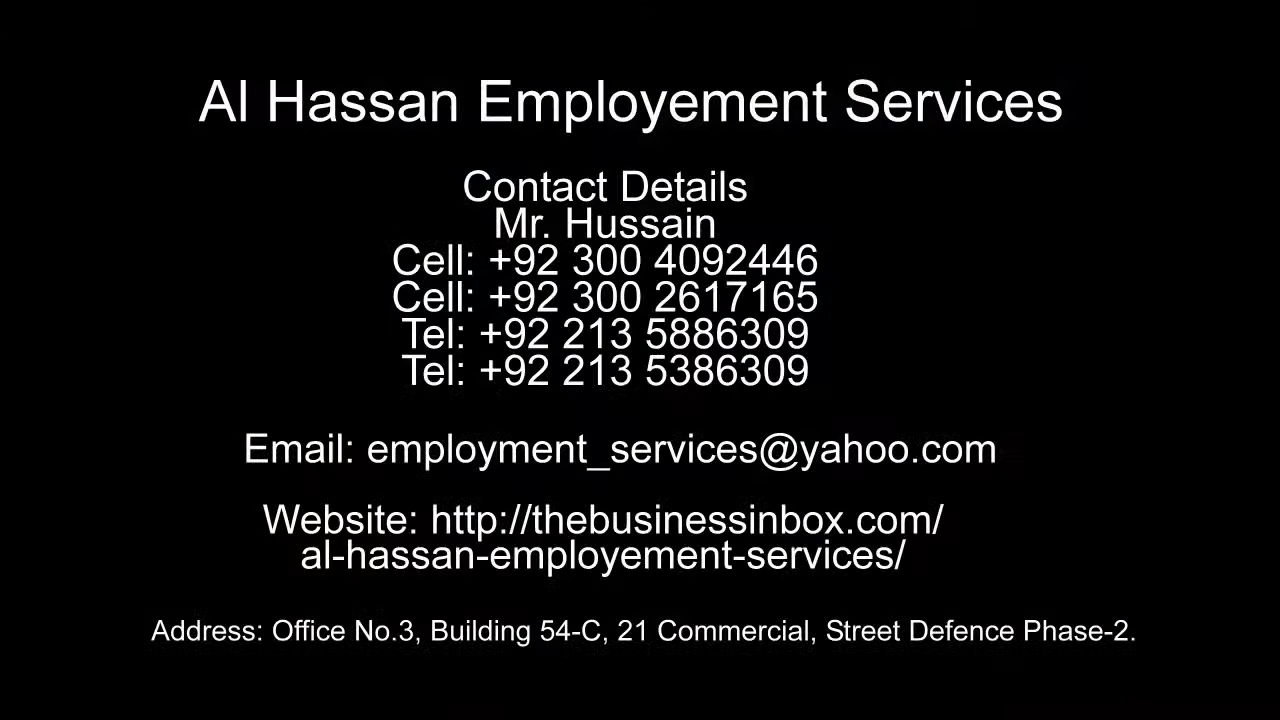 Al Hassan Employement Services
Contact Details
Mr. Hussain
Cell: +92 300 4092446
Cell: +92 300 2617165
Tel: +92 213 5886309
Tel: +92 213 5386309
Email: employment_services@yahoo.com
Website: http://thebusinessinbox.com/
al-hassan-employement-services/
Address: Office No.3, Building 54-C, 21 Commercial, Street Defence Phase-2.